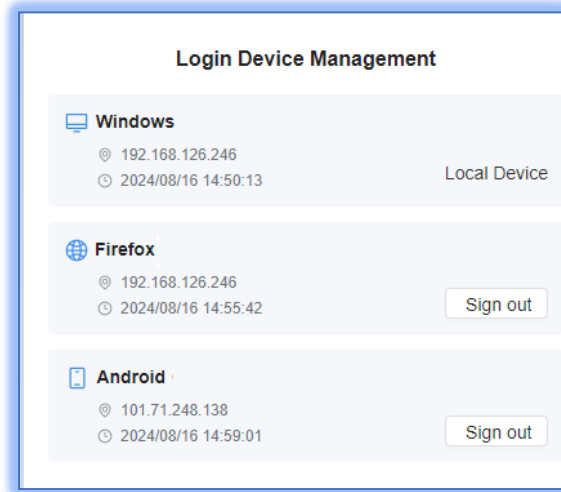 Login Device Management
Windows
192.168.126.246
2024/08/16 14:50:13
Local Device
Firefox
192.168.126.246
2024/08/16 14:55:42
Sign out
Android
101.71.248.138
2024/08/16 14:59:01
Sign out